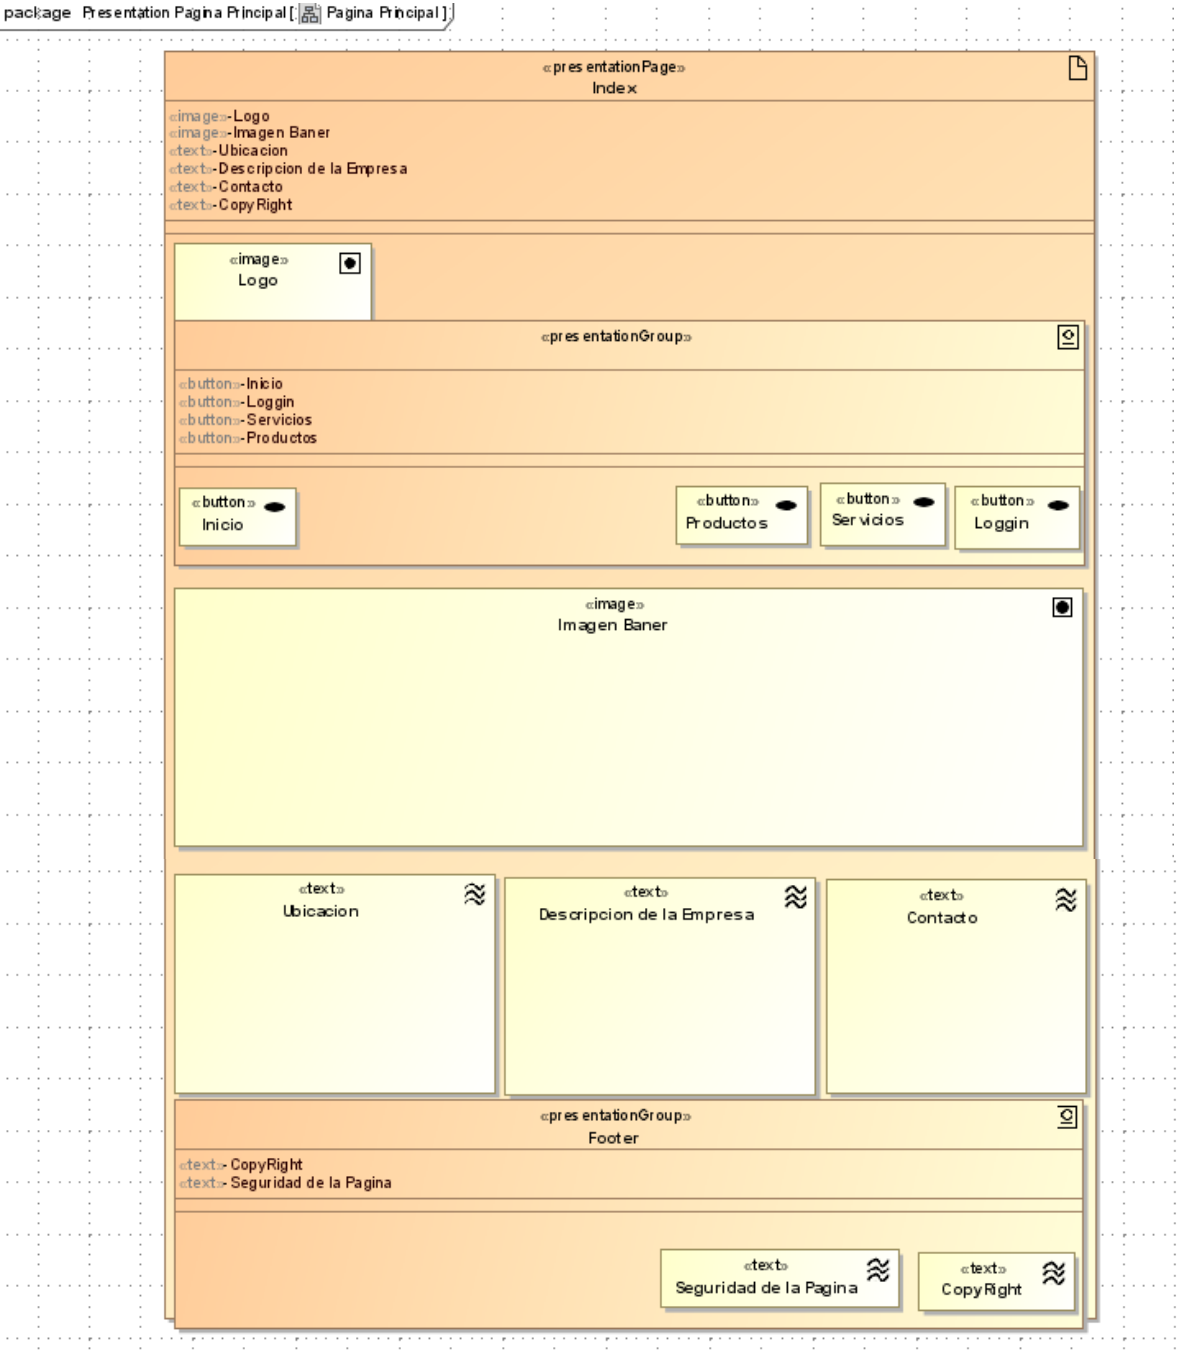 package Presentation Pagina Principal [ Pagina Principal ]
«presentationPage»
Index
«image»-Logo
«image»-Imagen Baner
«text»-Ubicacion
«text»-Descripcion de la Empresa
«text»-Contacto
«text»-CopyRight
«image»
Logo
«presentationGroup»
«button»-Inicio
«button»-Loggin
«button»-Servicios
«button»-Productos
«button»
Inicio
«button»
Productos
«button»
Servicios
«button»
Loggin
«image»
Imagen Baner
«text»
Ubicacion
«text»
Descripcion de la Empresa
«text»
Contacto
«presentationGroup»
Footer
«text»- CopyRight
«text»- Seguridad de la Pagina
«text»
Seguridad de la Pagina
«text»
CopyRight